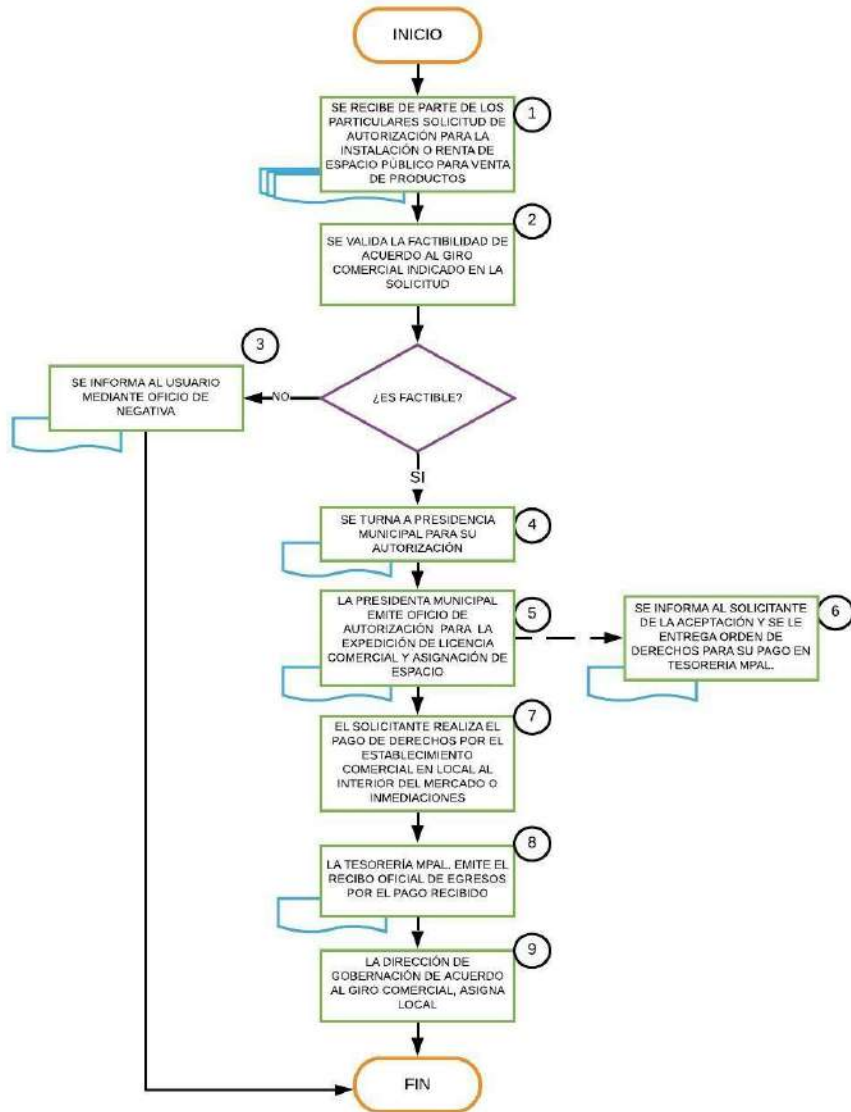 INICIO
1
SE RECIBE DE PARTE DE LOS
PARTICULARES SOLICITUD DE
AUTORIZACIÓN PARA LA
INSTALACIÓN O RENTA DE
ESPACIO PÚBLICO PARA VENTA
DE PRODUCTOS
2
SE VALIDA LA FACTIBILIDAD DE
ACUERDO AL GIRO
COMERCIAL INDICADO EN LA
SOLICITUD
3
SE INFORMA AL USUARIO
MEDIANTE OFICIO DE
NEGATIVA
NO
¿ES FACTIBLE?
SI
4
SE TURNA A PRESIDENCIA
MUNICIPAL PARA SU
AUTORIZACIÓN
5
LA PRESIDENTA MUNICIPAL
EMITE OFICIO DE
AUTORIZACIÓN PARA LA
EXPEDICIÓN DE LICENCIA
COMERCIAL Y ASIGNACIÓN DE
ESPACIO
6
SE INFORMA AL SOLICITANTE
DE LA ACEPTACIÓN Y SE LE
ENTREGA ORDEN DE
DERECHOS PARA SU PAGO EN
TESORERIA MPAL.
7
EL SOLICITANTE REALIZA EL
PAGO DE DERECHOS POR EL
ESTABLECIMIENTO
COMERCIAL EN LOCAL AL
INTERIOR DEL MERCADO O
INMEDIACIONES
8
LA TESORERÍA MPAL. EMITE EL
RECIBO OFICIAL DE EGRESOS
POR EL PAGO RECIBIDO
9
LA DIRECCIÓN DE
GOBERNACIÓN DE ACUERDO
AL GIRO COMERCIAL, ASIGNA
LOCAL
FIN